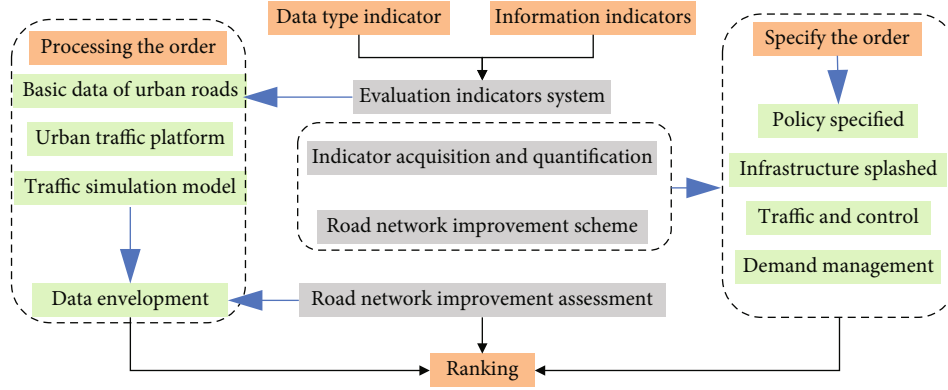 Data type indicator
Information indicators
Processing the order
Specify the order
Basic data of urban roads
Evaluation indicators system
Policy specified
Urban traffic platform
Indicator acquisition and quantification
Infrastructure splashed
Traffic simulation model
Road network improvement scheme
Traffic and control
Demand management
Data envelopment
Road network improvement assessment
Ranking